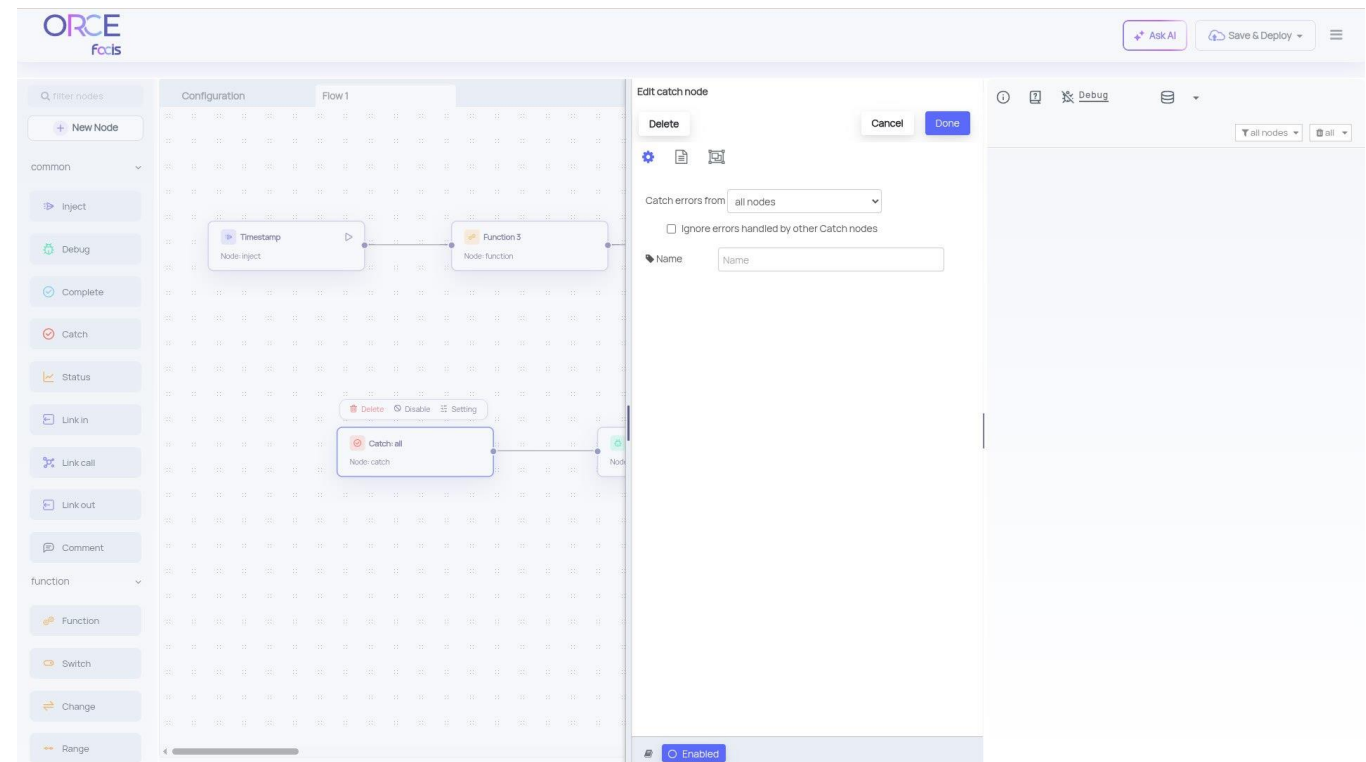 ORCE
Facis
Ask AI
Save & Deploy
filter nodes
+ New Node
common
Inject
Debug
Complete
Catch
Status
Link in
Link call
Link out
Comment
function
Function
Switch
Change
Range
Configuration
Flow 1
Timestamp
Node: inject
Function 3
Node: function
Delete Disable Setting
Catch: all
Node: catch
Node
Edit catch node
Delete Cancel Done
Catch errors from all nodes
Ignore errors handled by other Catch nodes
Name Name
Enabled
Debug
all nodes all